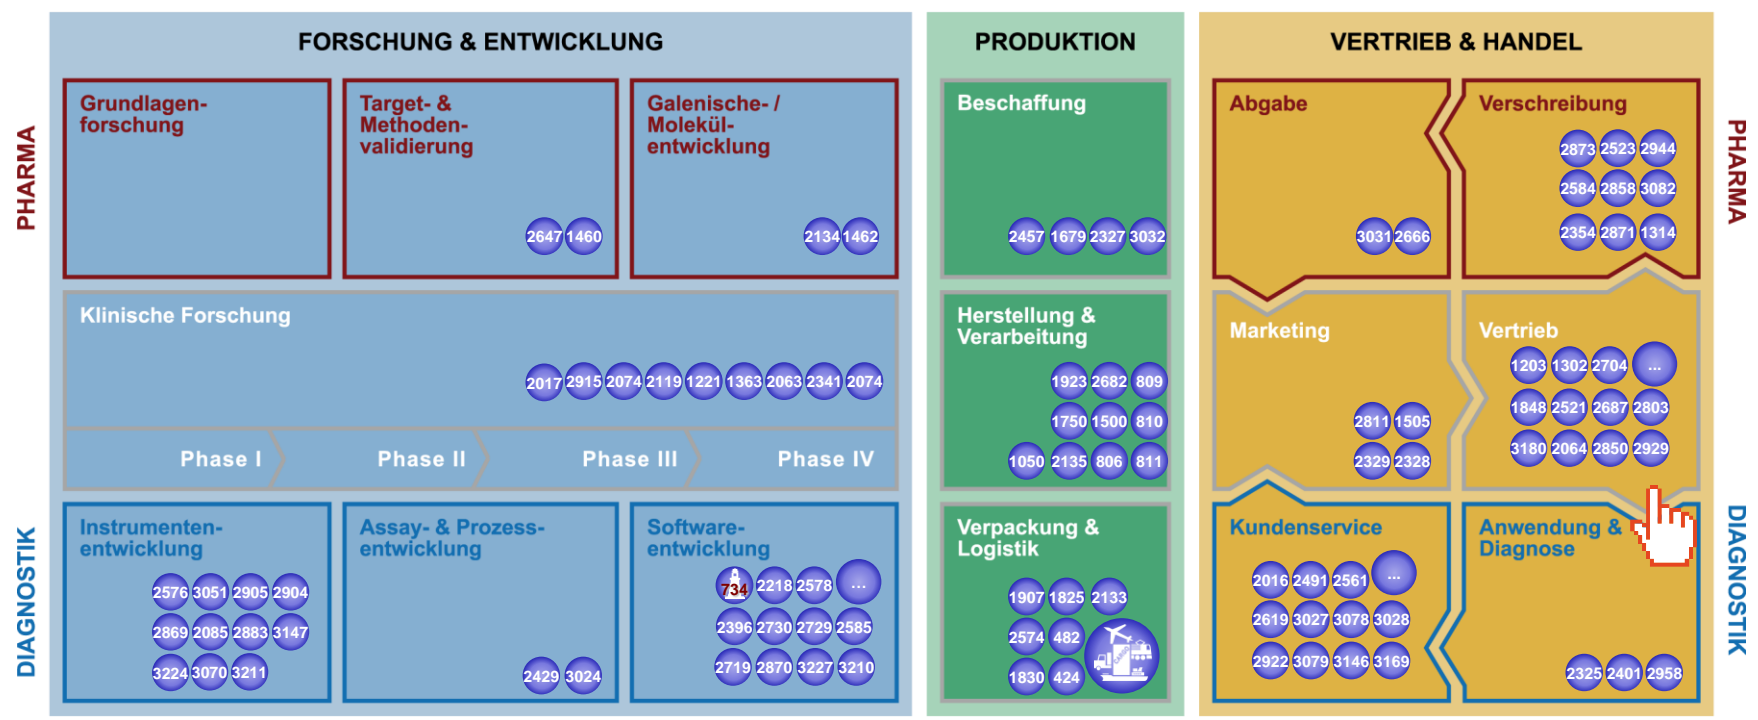 FORSCHUNG & ENTWICKLUNG
PRODUKTION
VERTRIEB & HANDEL
PHARMA
Grundlagen-
forschung
Target- &
Methoden-
validierung
2647 1460
Galenische- /
Molekül-
entwicklung
2134 1462
Beschaffung
2457 1679 2327 3032
Abgabe
3031 2666
Verschreibung
2873 2523 2944
2584 2858 3082
2354 2871 1314
PHARMA
Klinische Forschung
2017 2915 2074 2119 1221 1363 2063 2341 2074
Phase I
Phase II
Phase III
Phase IV
Herstellung &
Verarbeitung
1923 2682 809
1750 1500 810
1050 2135 806 811
Marketing
2811 1505
2329 2328
Vertrieb
1203 1302 2704 ...
1848 2521 2687 2803
3180 2064 2850 2929
DIAGNOSTIK
Instrumenten-
entwicklung
2576 3051 2905 2904
2869 2085 2883 3147
3224 3070 3211
Assay- & Prozess-
entwicklung
2429 3024
Software-
entwicklung
734 2218 2578 ...
2396 2730 2729 2585
2719 2870 3227 3210
Verpackung &
Logistik
1907 1825 2133
2574 482
1830 424
Kundenservice
2016 2491 2561 ...
2619 3027 3078 3028
2922 3079 3146 3169
Anwendung &
Diagnose
2325 2401 2958
DIAGNOSTIK